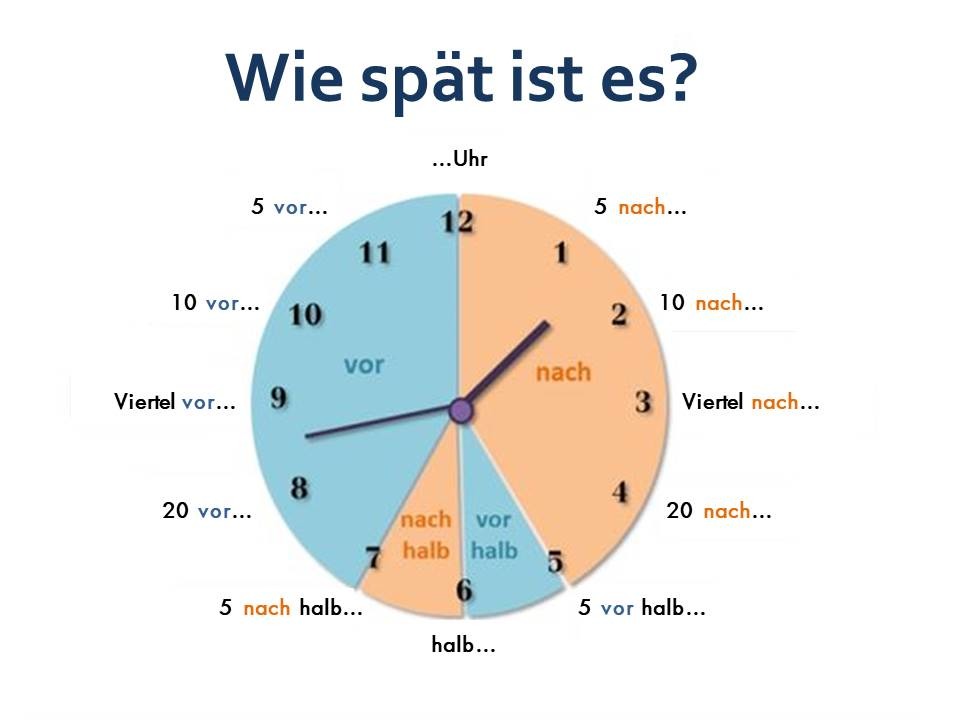 Wie spät ist es?
...Uhr
5 vor...
5 nach...
12
11
1
10 vor...
10
2
10 nach...
vor
nach
Viertel vor...
9
3
Viertel nach...
8
4
20 vor...
20 nach...
nach
halb
vor
halb
7
5
6
5 nach halb...
5 vor halb...
halb...